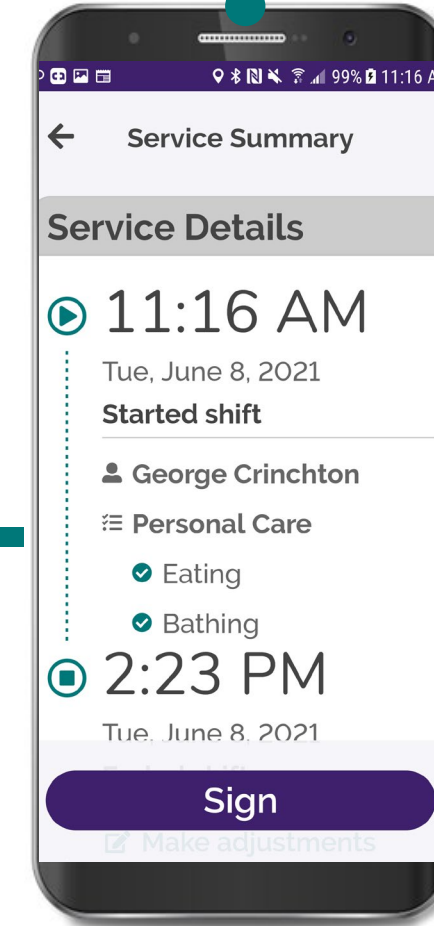 99% 11:16 A
Service Summary
Service Details
11:16 AM
Tue, June 8, 2021
Started shift
George Crinchton
Personal Care
Eating
Bathing
2:23 PM
Tue, June 8, 2021
Sign
Make adjustments